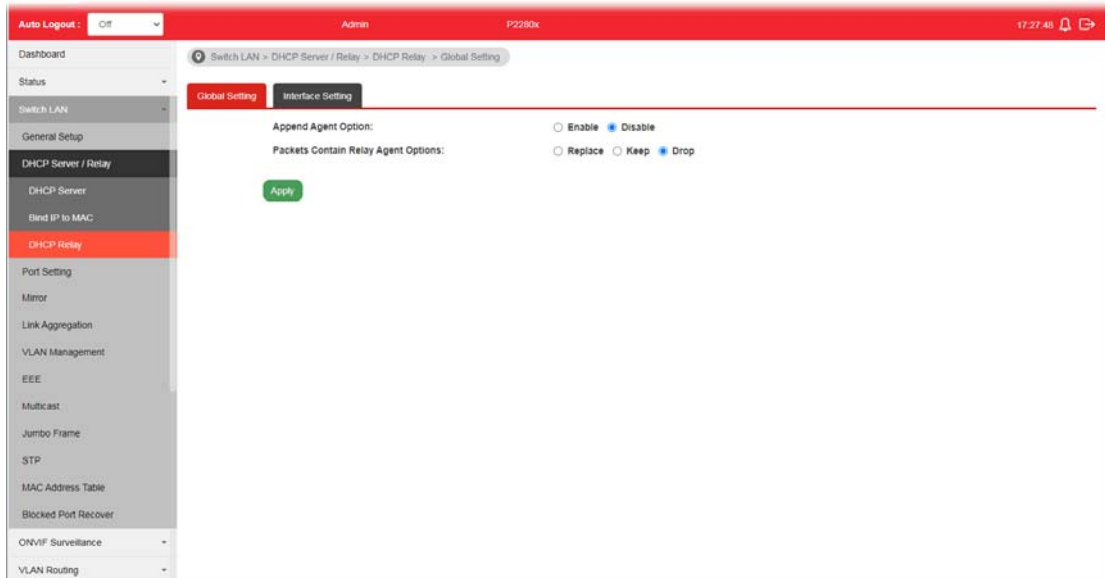 Auto Logout : Off Admin P2280x 17:27:48
Dashboard
Status
Switch LAN
General Setup
DHCP Server / Relay
DHCP Server
Bind IP to MAC
DHCP Relay
Port Setting
Mirror
Link Aggregation
VLAN Management
EEE
Multicast
Jumbo Frame
STP
MAC Address Table
Blocked Port Recover
ONVIF Surveillance
VLAN Routing
Switch LAN > DHCP Server / Relay > DHCP Relay > Global Setting
Global Setting Interface Setting
Append Agent Option: Enable Disable
Packets Contain Relay Agent Options: Replace Keep Drop
Apply